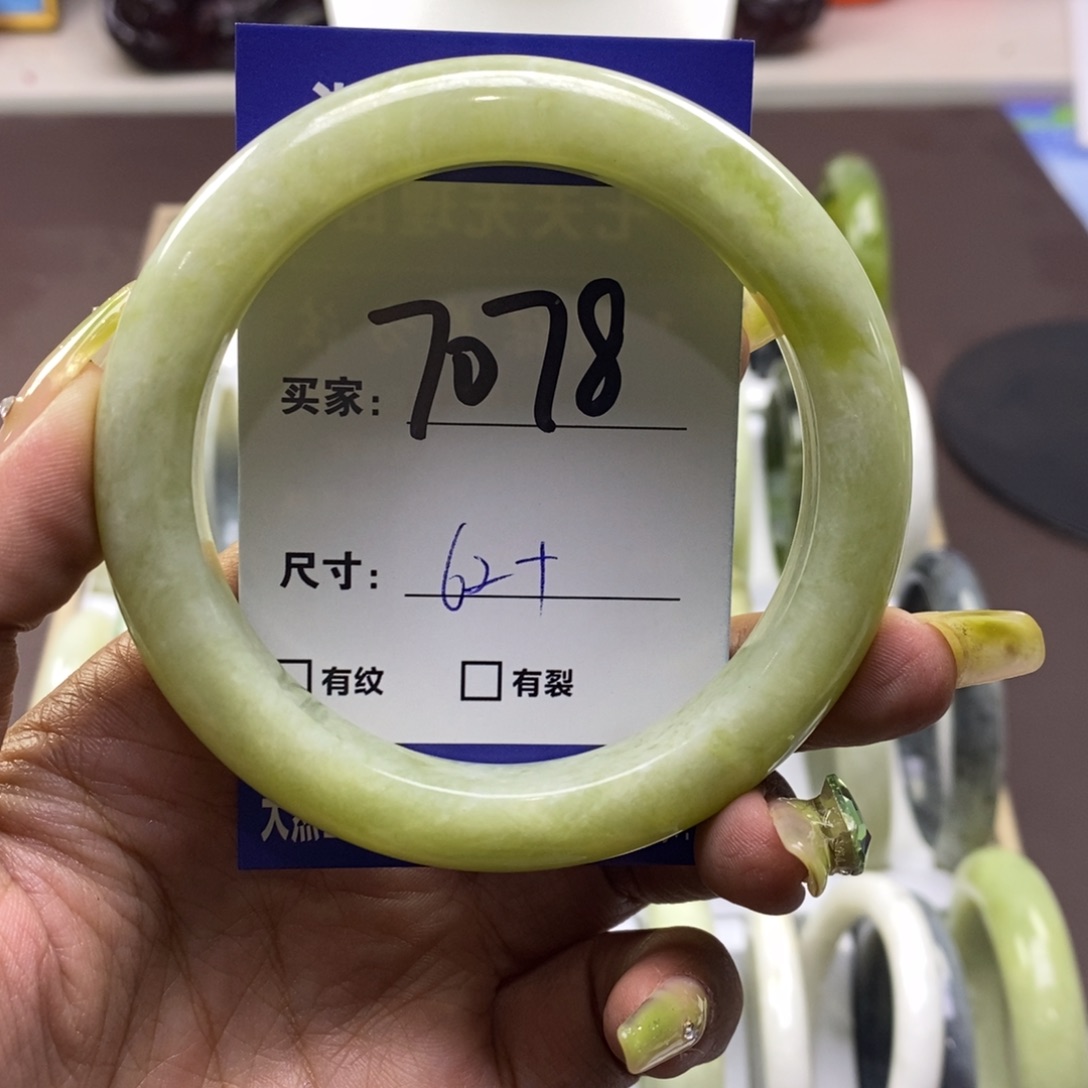 买家: 7078
尺寸: 62+
有纹 有裂